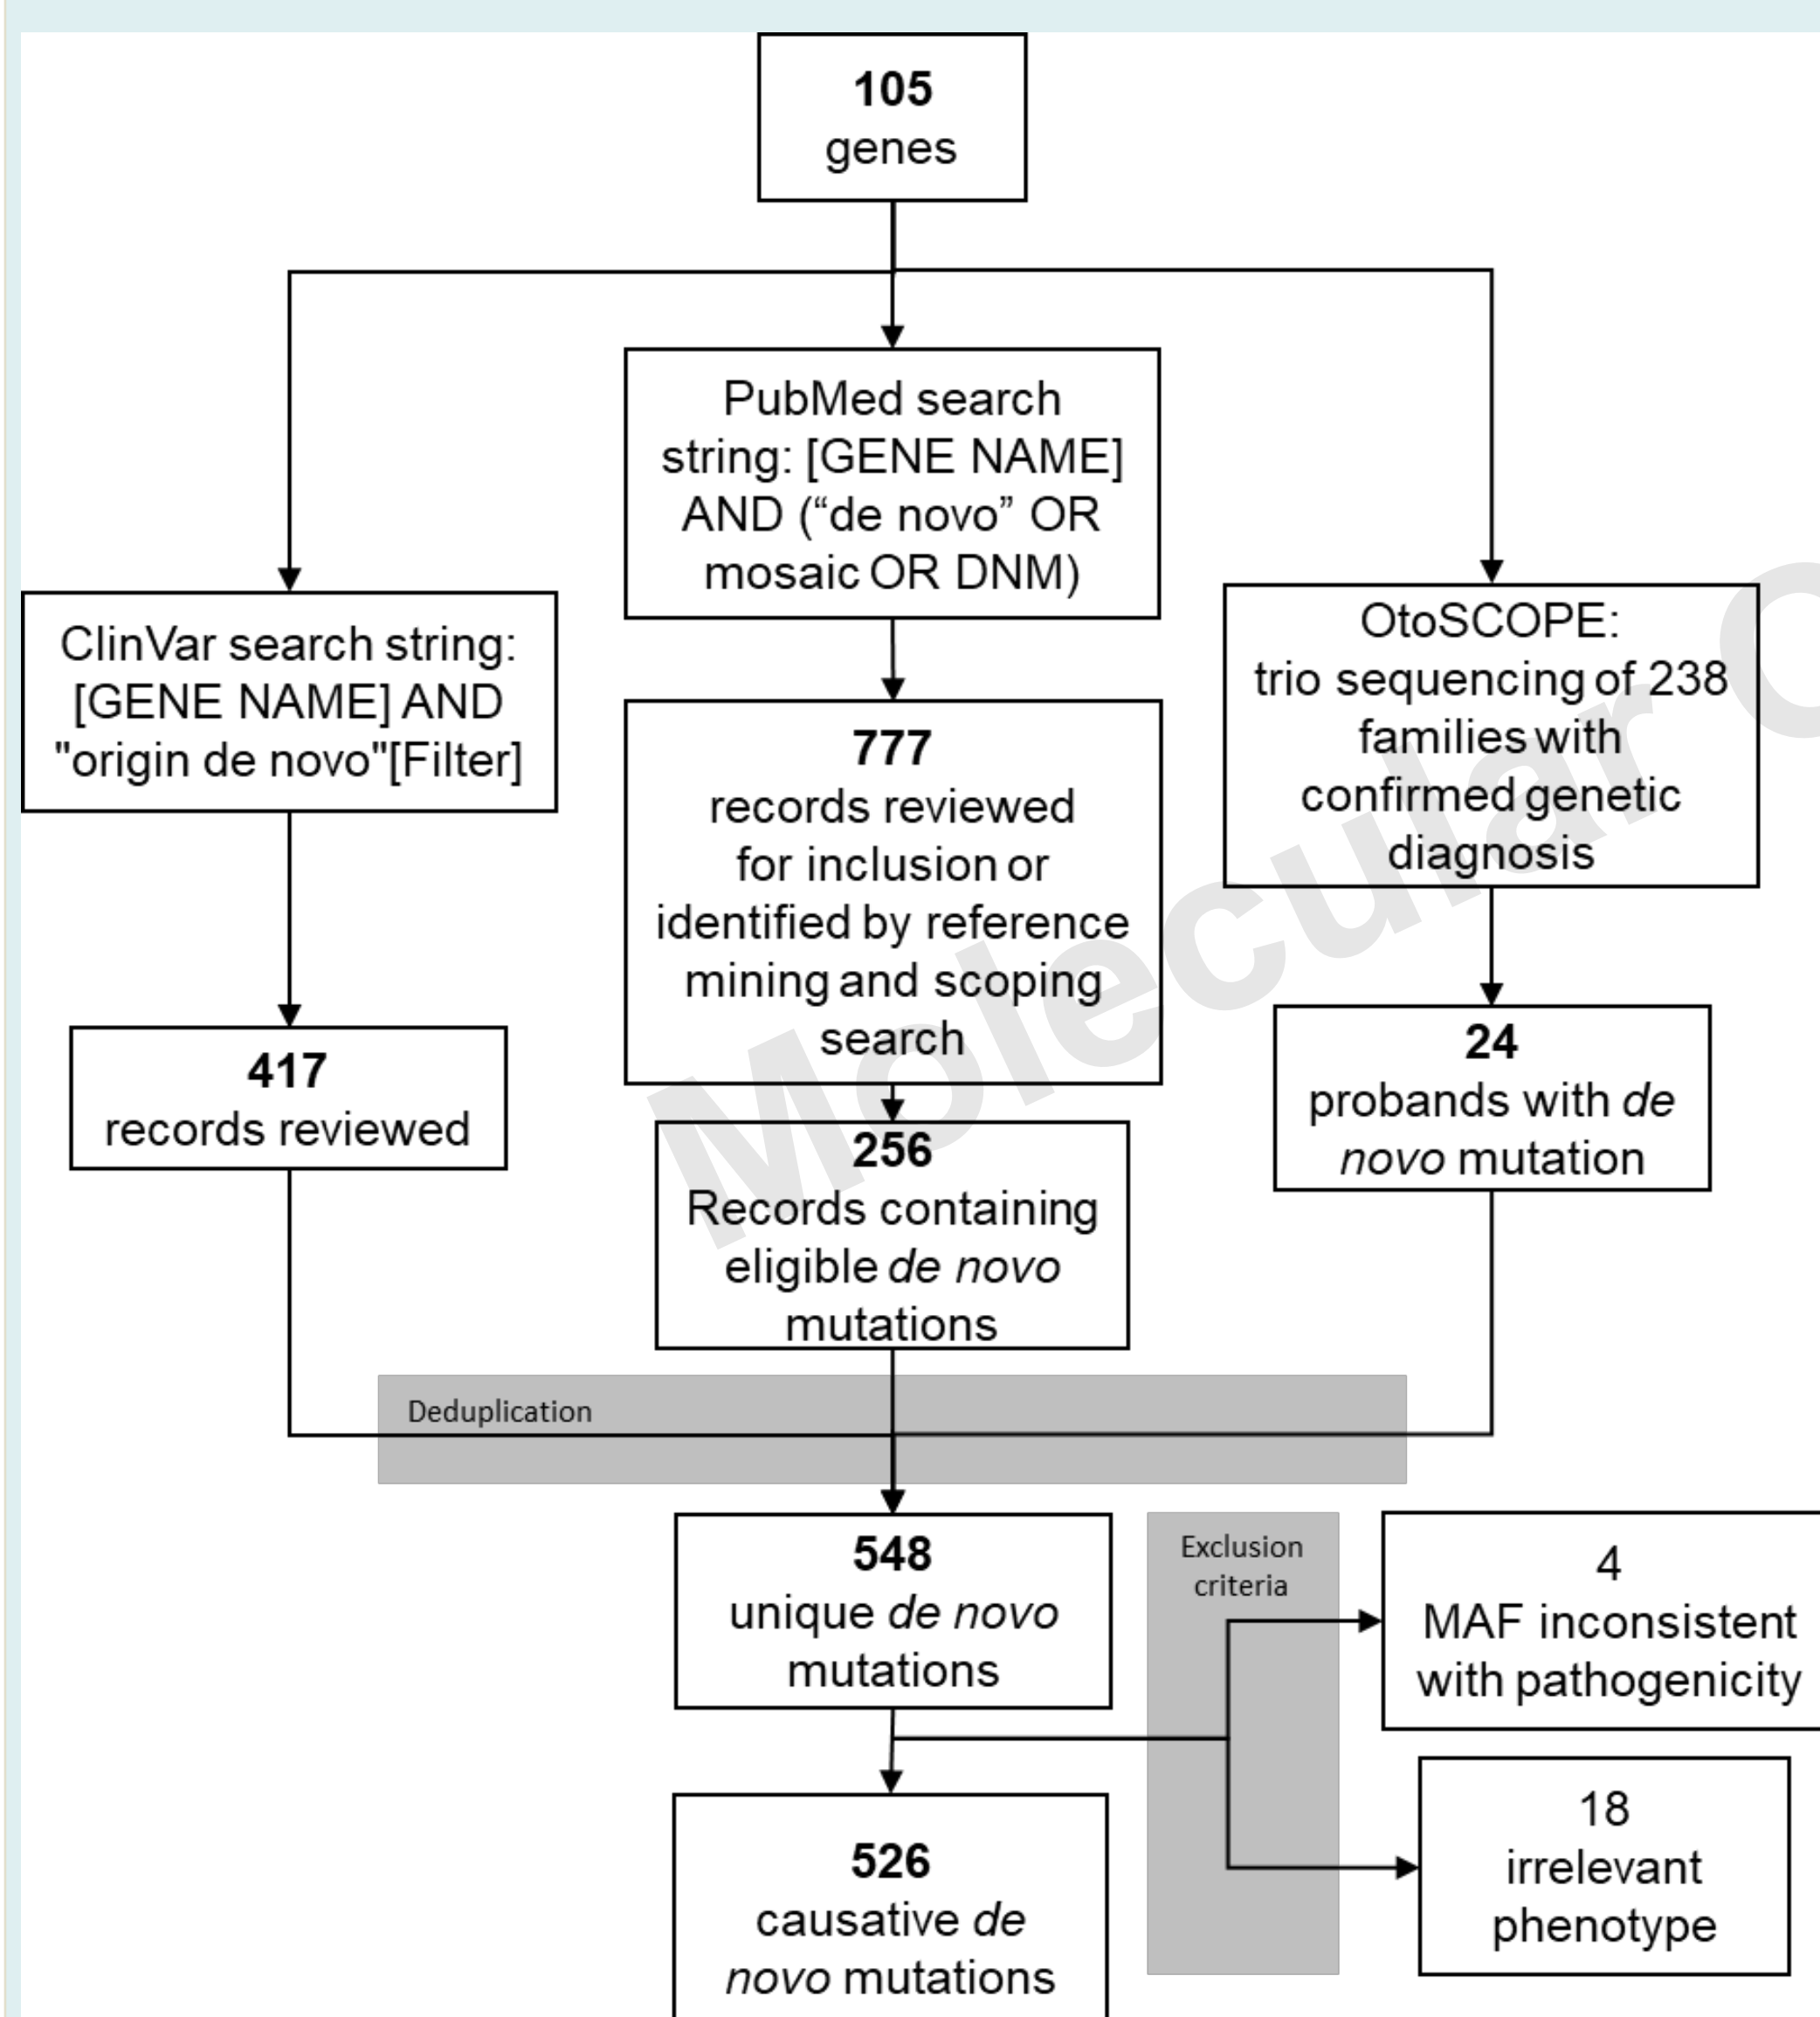 105
genes
PubMed search
string: [GENE NAME]
AND (“de novo” OR
mosaic OR DNM)
ClinVar search string:
[GENE NAME] AND
"origin de novo"[Filter]
OtoSCOPE:
trio sequencing of 238
families with
confirmed genetic
diagnosis
777
records reviewed
for inclusion or
identified by reference
mining and scoping
search
417
records reviewed
24
probands with de
novo mutation
256
Records containing
eligible de novo
mutations
Deduplication
548
unique de novo
mutations
Exclusion
criteria
4
MAF inconsistent
with pathogenicity
18
irrelevant
phenotype
526
causative de
novo mutations
Molecular